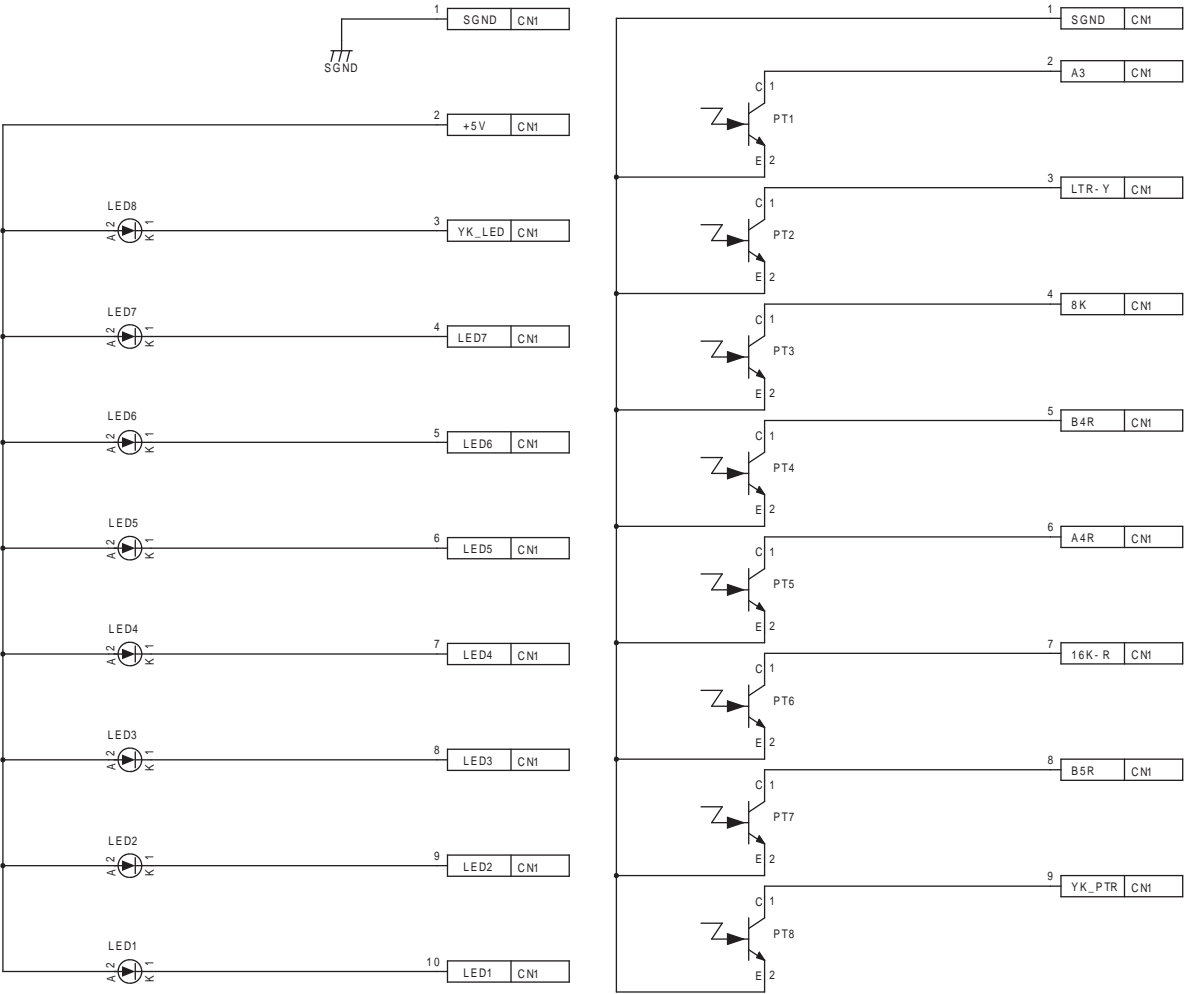 1 SGND CN1
SGND
2 +5V CN1
LED8
A 2 K 1
3 YK_LED CN1
LED7
A 2 K 1
4 LED7 CN1
LED6
A 2 K 1
5 LED6 CN1
LED5
A 2 K 1
6 LED5 CN1
LED4
A 2 K 1
7 LED4 CN1
LED3
A 2 K 1
8 LED3 CN1
LED2
A 2 K 1
9 LED2 CN1
LED1
A 2 K 1
10 LED1 CN1
1 SGND CN1
2 A3 CN1
C 1
PT1
E 2
3 LTR-Y CN1
C 1
PT2
E 2
4 8K CN1
C 1
PT3
E 2
5 B4R CN1
C 1
PT4
E 2
6 A4R CN1
C 1
PT5
E 2
7 16K-R CN1
C 1
PT6
E 2
8 B5R CN1
C 1
PT7
E 2
9 YK_PTR CN1
C 1
PT8
E 2